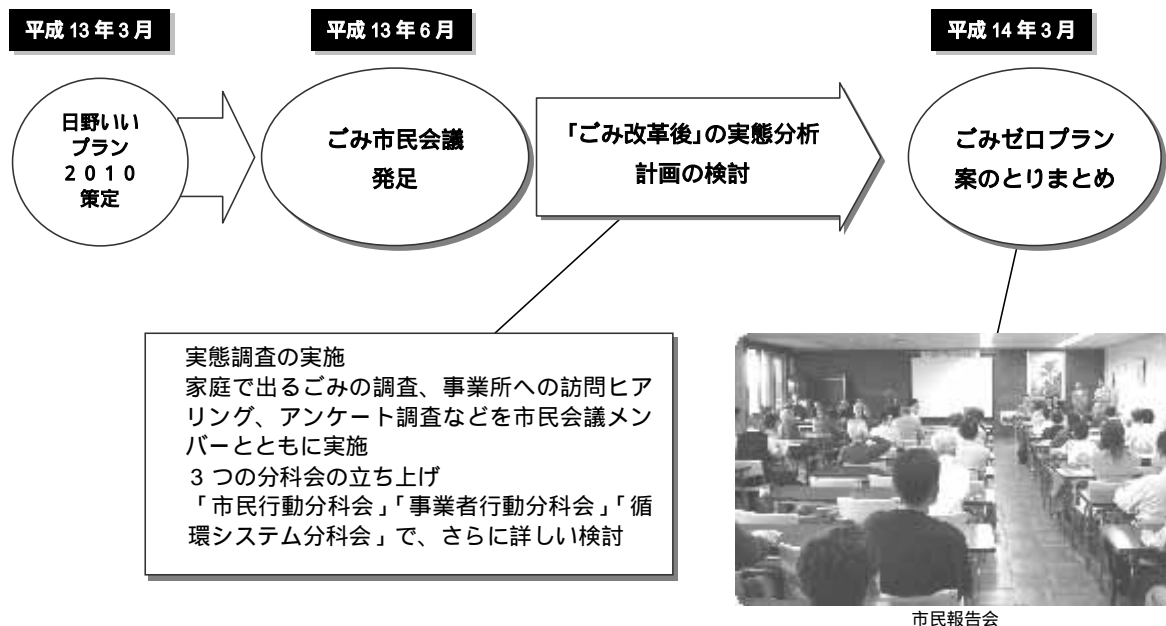 平成13年3月
平成13年6月
平成14年3月
日野いい
プラン
２０１０
策定
ごみ市民会議
発足
「ごみ改革後」の実態分析
計画の検討
ごみゼロプラン
案のとりまとめ
実態調査の実施
家庭で出るごみの調査、事業所への訪問ヒア
リング、アンケート調査などを市民会議メン
バーとともに実施
３つの分科会の立ち上げ
「市民行動分科会」「事業者行動分科会」「循
環システム分科会」で、さらに詳しい検討
市民報告会